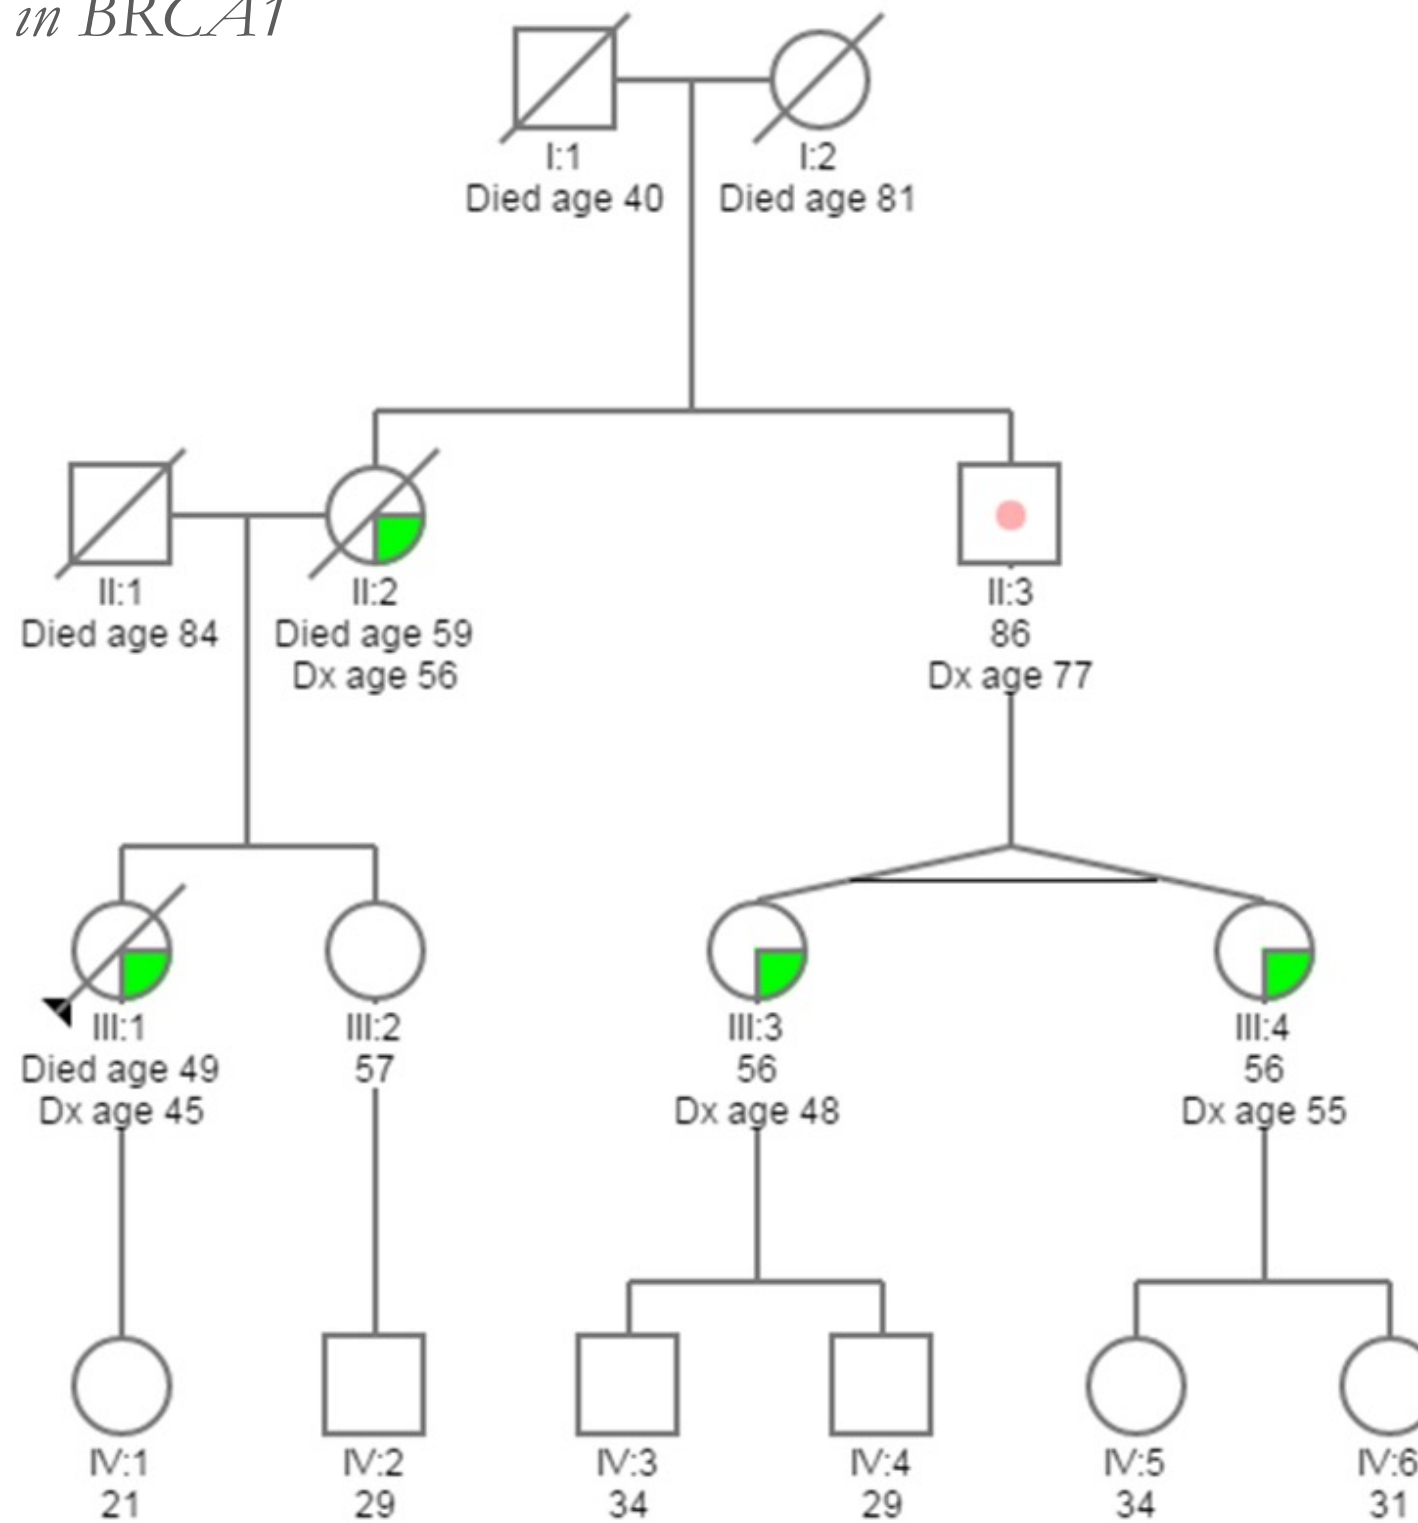 in BRCA1
I:1
Died age 40
I:2
Died age 81
II:1
Died age 84
II:2
Died age 59
Dx age 56
II:3
86
Dx age 77
III:1
Died age 49
Dx age 45
III:2
57
III:3
56
Dx age 48
III:4
56
Dx age 55
IV:1
21
IV:2
29
IV:3
34
IV:4
29
IV:5
34
IV:6
31